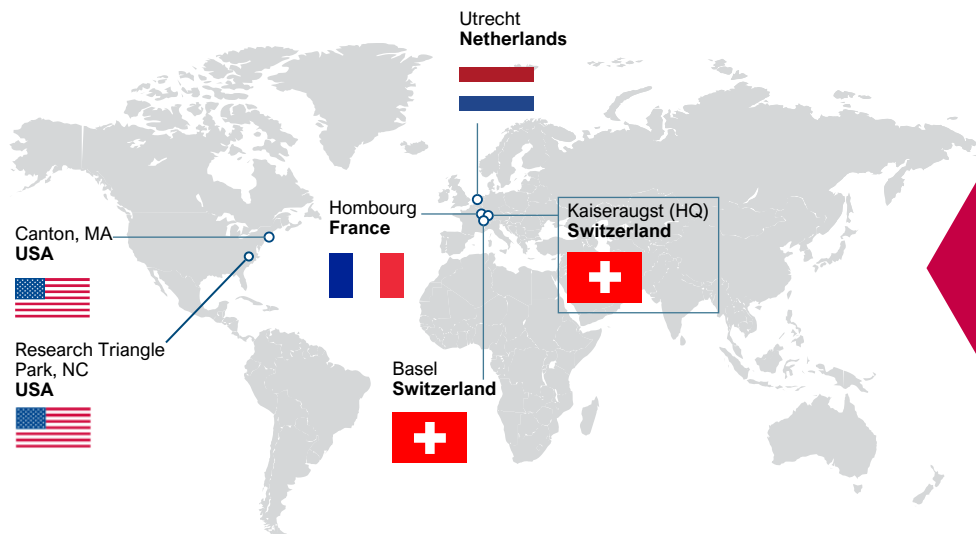 Utrecht
Netherlands
Hombourg
France
Kaiseraugst (HQ)
Switzerland
Canton, MA
USA
Research Triangle
Park, NC
USA
Basel
Switzerland